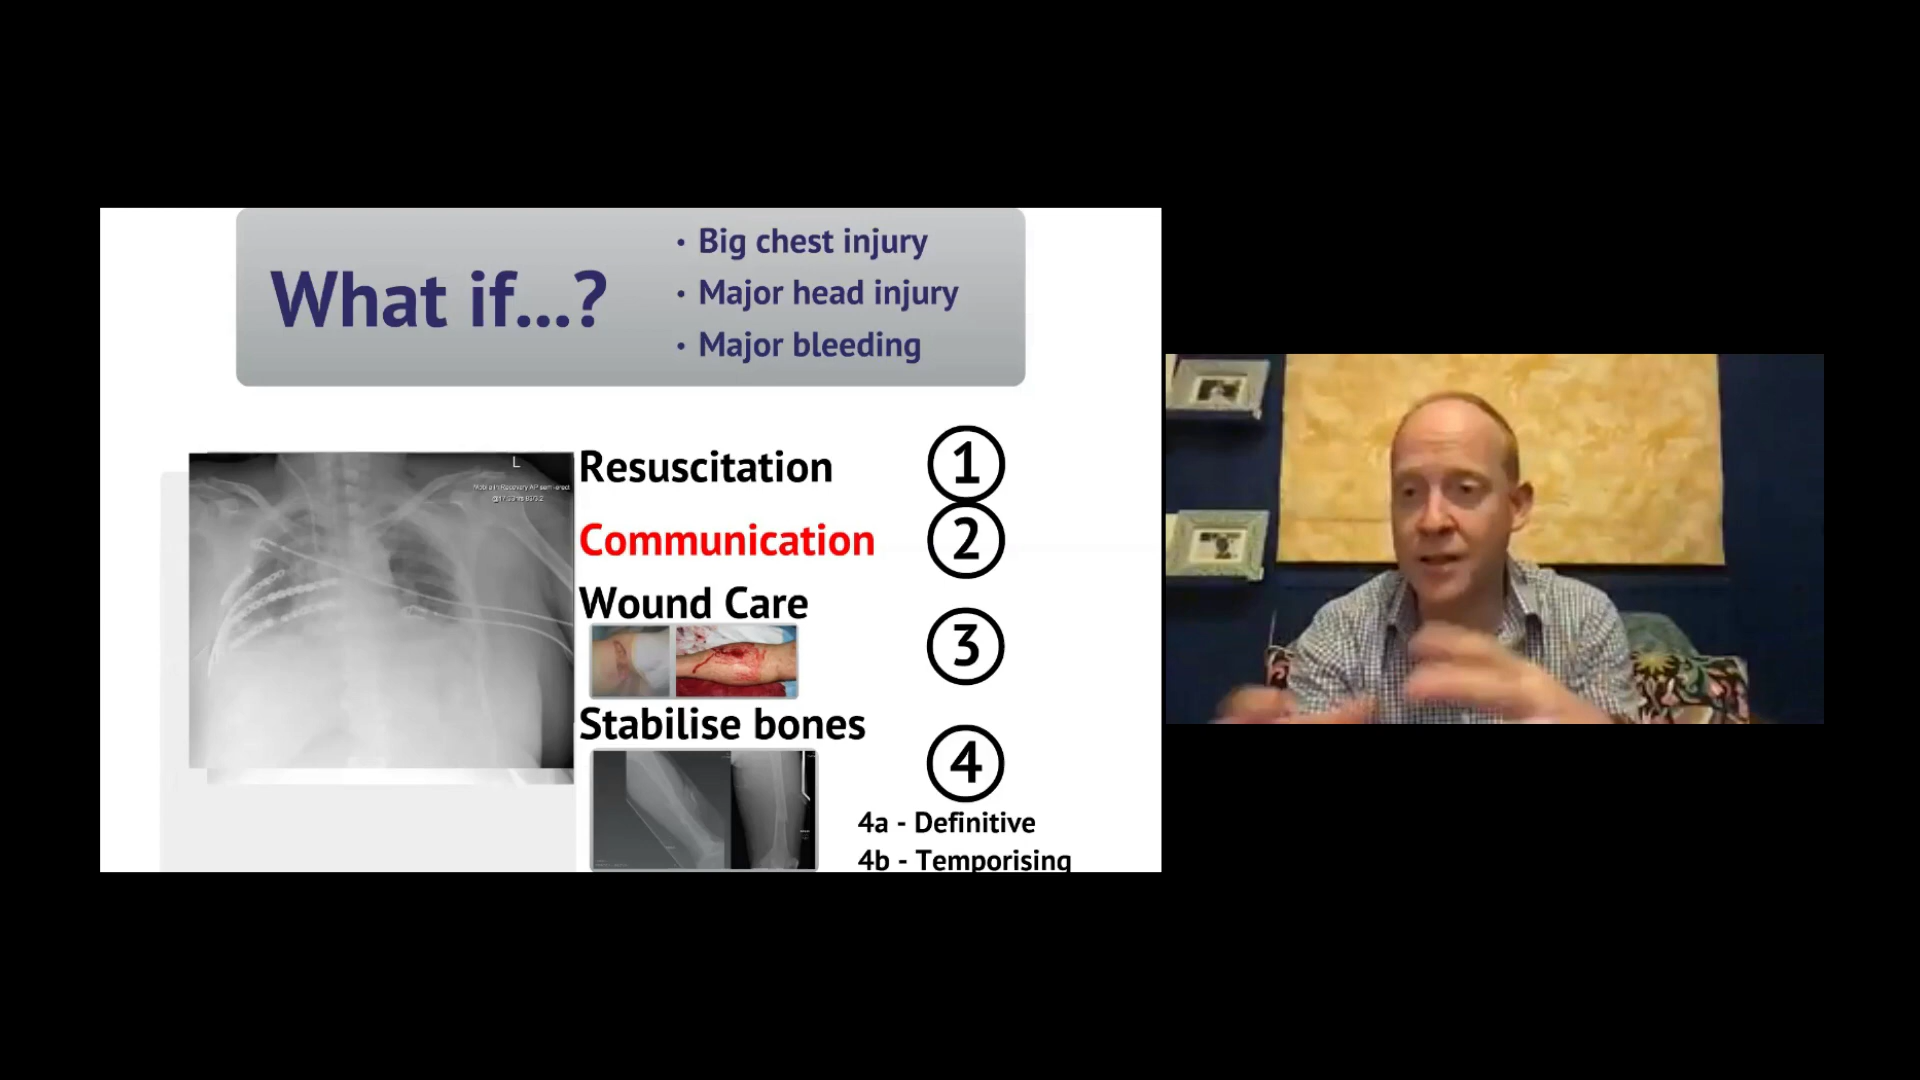 What if...?
• Big chest injury
• Major head injury
• Major bleeding
L
Resuscitation
1
Communication
2
Wound Care
3
Stabilise bones
4
4a - Definitive
4b - Temporising